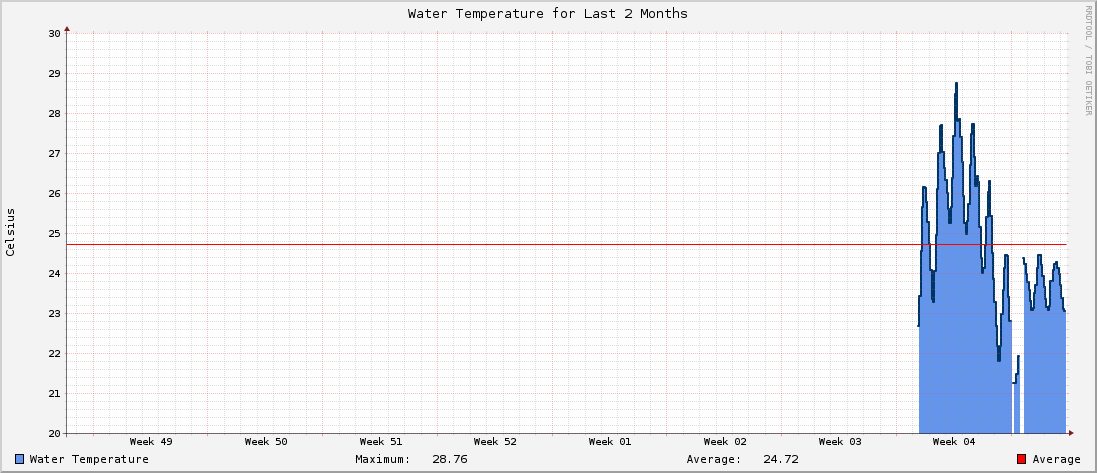 Water Temperature for Last 2 Months
RRDTOOL / TOBI OETIKER
Celsius
30
29
28
27
26
25
24
23
22
21
20
Week 49 Week 50 Week 51 Week 52 Week 01 Week 02 Week 03 Week 04
Water Temperature Maximum: 28.76 Average: 24.72 Average